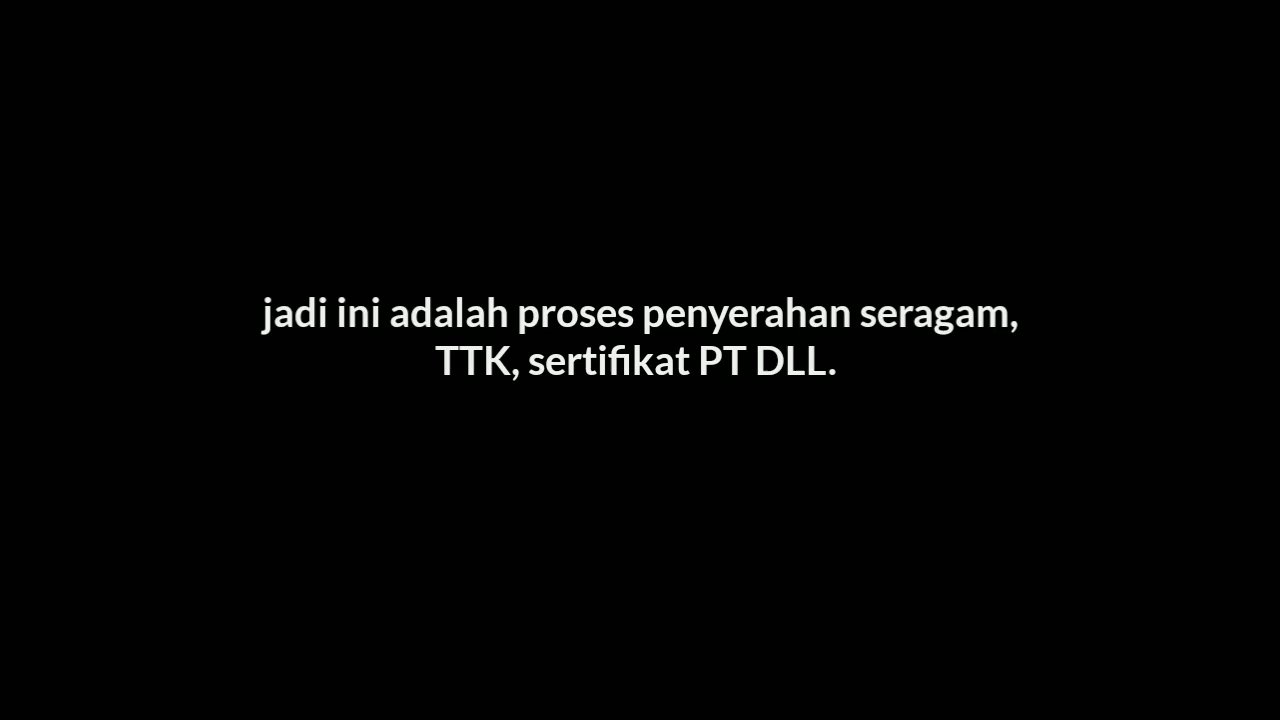 jadi ini adalah proses penyerahan seragam,
TTK, sertifikat PT DLL.